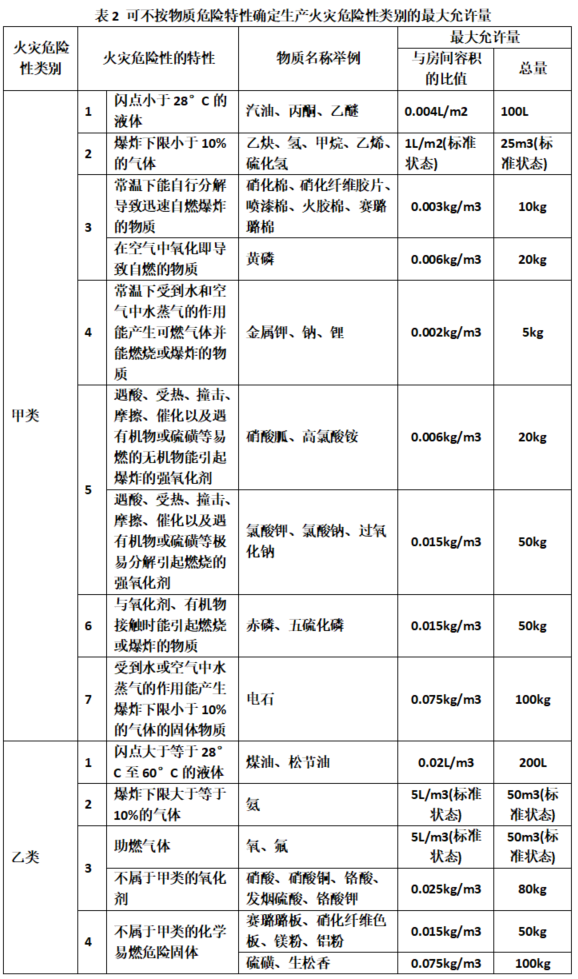 表 2 可不按物质危险特性确定生产火灾危险性类别的最大允许量
火灾危险
性类别
火灾危险性的特性
物质名称举例
最大允许量
与房间容积
的比值
总量
甲类
1
闪点小于 28° C 的
液体
汽油、丙酮、乙醚
0.004L/m2
100L
2
爆炸下限小于 10%
的气体
乙炔、氢、甲烷、乙烯、
硫化氢
1L/m2(标准
状态)
25m3(标
准状态)
3
常温下能自行分解
导致迅速自燃爆炸
的物质
硝化棉、硝化纤维胶片、
喷漆棉、火胶棉、赛璐
珞棉
0.003kg/m3
10kg
在空气中氧化即导
致自燃的物质
黄磷
0.006kg/m3
20kg
4
常温下受到水和空
气中水蒸气的作用
能产生可燃气体并
能燃烧或爆炸的物
质
金属钾、钠、锂
0.002kg/m3
5kg
5
遇酸、受热、撞击、
摩擦、催化以及遇
有机物或硫磺等易
燃的无机物能引起
爆炸的强氧化剂
硝酸胍、高氯酸铵
0.006kg/m3
20kg
遇酸、受热、撞击、
摩擦、催化以及遇
有机物或硫磺等极
易分解引起燃烧的
强氧化剂
氯酸钾、氯酸钠、过氧
化钠
0.015kg/m3
50kg
6
与氧化剂、有机物
接触时能引起燃烧
或爆炸的物质
赤磷、五硫化磷
0.015kg/m3
50kg
7
受到水或空气中水
蒸气的作用能产生
爆炸下限小于 10%
的气体的固体物质
电石
0.075kg/m3
100kg
乙类
1
闪点大于等于 28°
C 至 60° C 的液体
煤油、松节油
0.02L/m3
200L
2
爆炸下限大于等于
10%的气体
氨
5L/m3(标准
状态)
50m3(标
准状态)
3
助燃气体
氧、氟
5L/m3(标准
状态)
50m3(标
准状态)
不属于甲类的氧化
剂
硝酸、硝酸铜、铬酸、
发烟硫酸、铬酸钾
0.025kg/m3
80kg
4
不属于甲类的化学
易燃危险固体
赛璐珞板、硝化纤维色
板、镁粉、铝粉
0.015kg/m3
50kg
硫磺、生松香
0.075kg/m3
100kg